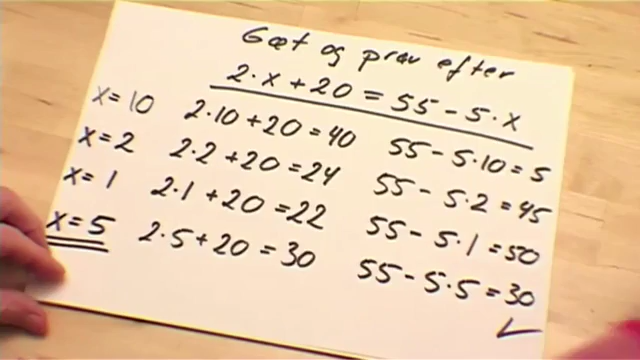 Gæt og prøv efter
2·x + 20 = 55 - 5·x
x=10 2·10 + 20 = 40 55 - 5·10 = 5
x=2 2·2 + 20 = 24 55 - 5·2 = 45
x=1 2·1 + 20 = 22 55 - 5·1 = 50
x=5 2·5 + 20 = 30 55 - 5·5 = 30
✓